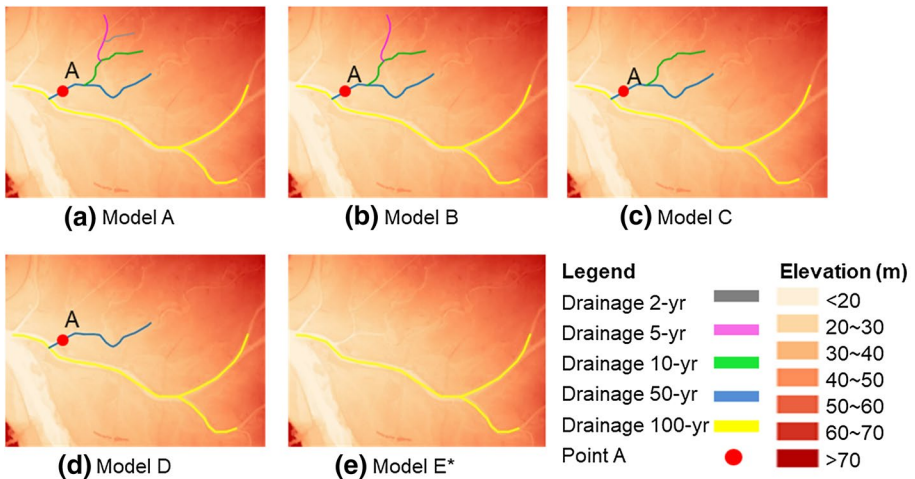 A
A
A
(a) Model A
(b) Model B
(c) Model C
A
(d) Model D
(e) Model E*
Legend
Drainage 2-yr
Drainage 5-yr
Drainage 10-yr
Drainage 50-yr
Drainage 100-yr
Point A
Elevation (m)
<20
20~30
30~40
40~50
50~60
60~70
>70